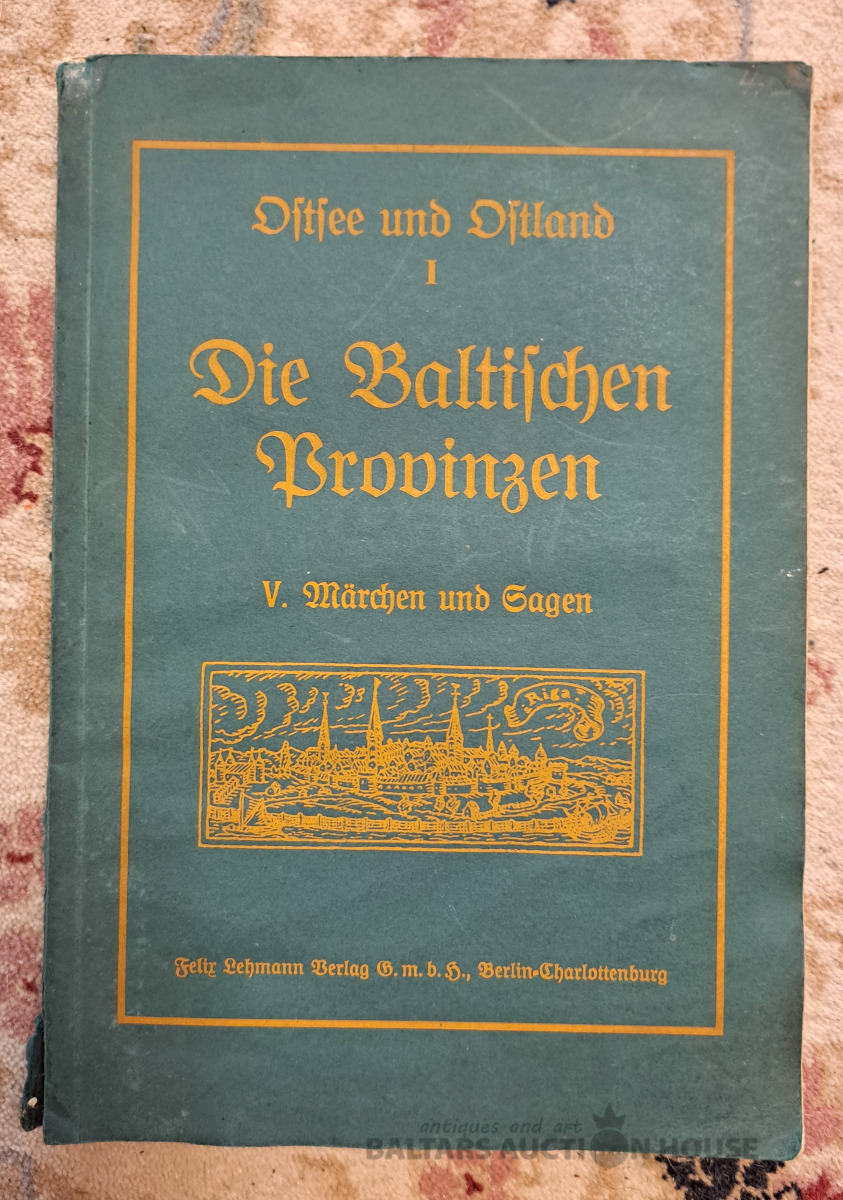 Oſtſee und Oſtland
I
Die Baltiſchen
Provinzen
V. Märchen und Sagen
Riga
Felix Lehmann Verlag G. m. b. H., Berlin-Charlottenburg
antiques and art
BALTARS AUCTION HOUSE